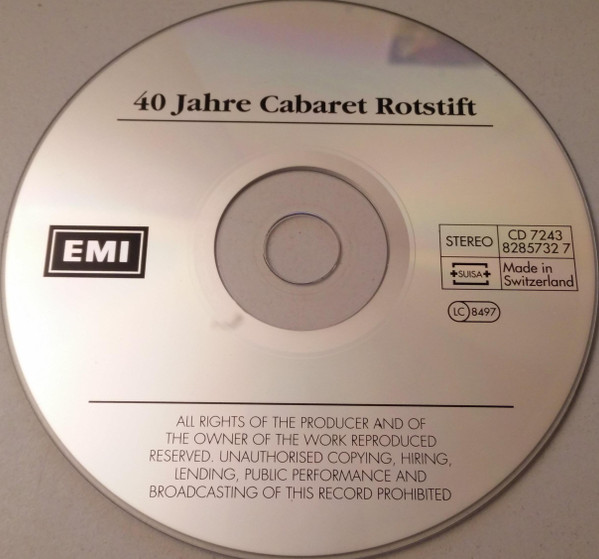 40 Jahre Cabaret Rotstift
EMI
STEREO
CD 7243
8285732 7
SUISA
Made in
Switzerland
LC 8497
ALL RIGHTS OF THE PRODUCER AND OF
THE OWNER OF THE WORK REPRODUCED
RESERVED. UNAUTHORISED COPYING, HIRING,
LENDING, PUBLIC PERFORMANCE AND
BROADCASTING OF THIS RECORD PROHIBITED